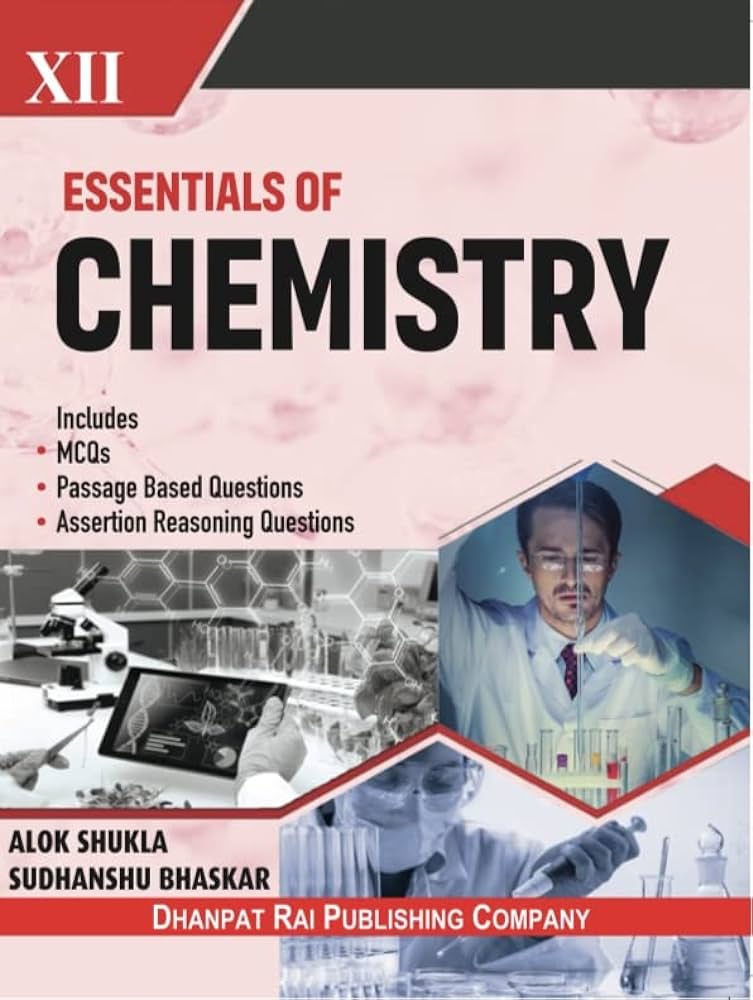 XII
ESSENTIALS OF
CHEMISTRY
Includes
• MCQs
• Passage Based Questions
• Assertion Reasoning Questions
ALOK SHUKLA
SUDHANSHU BHASKAR
DHANPAT RAI PUBLISHING COMPANY